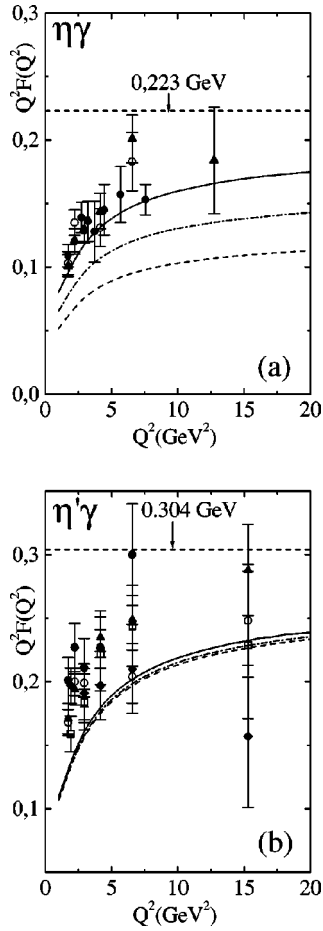 ηγ
0,223 GeV
Q²F(Q²)
0,3
0,2
0,1
0,0
(a)
0 5 10 15 20
Q²(GeV²)
η'γ
0.304 GeV
Q²F(Q²)
0,3
0,2
0,1
(b)
0 5 10 15 20
Q²(GeV²)